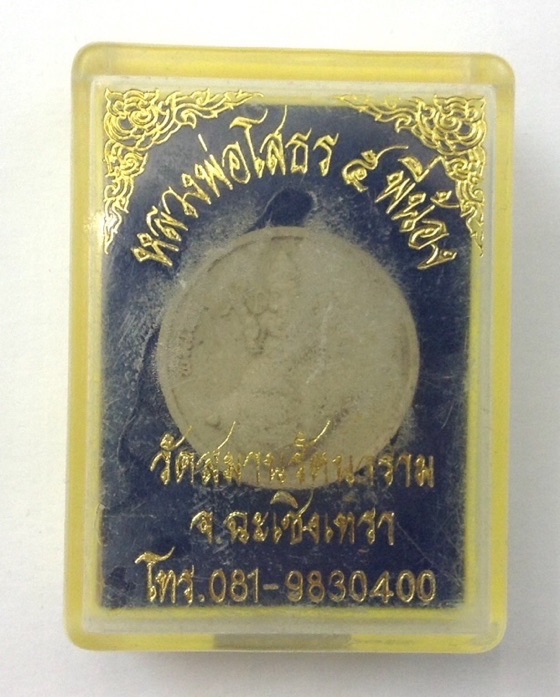 หลวงพ่อโสธร ๕ พี่น้อง
วัดสมานรัตนาราม
จ.ฉะเชิงเทรา
โทร.081-9830400